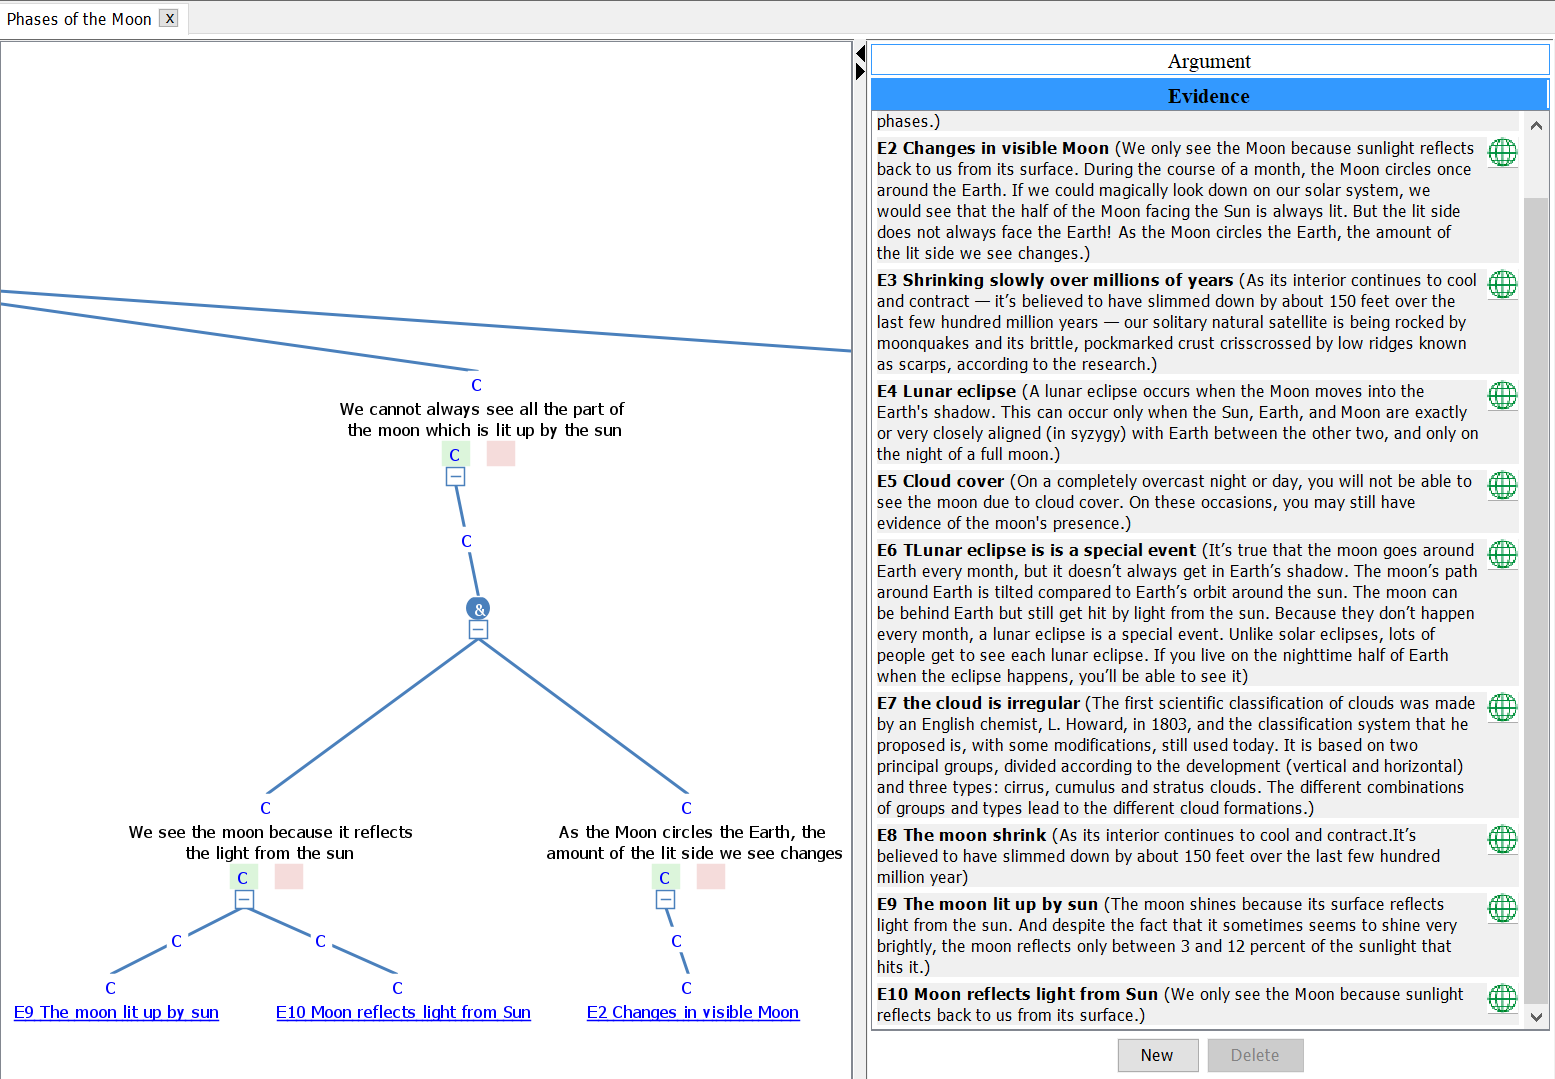 Phases of the Moon x
C
We cannot always see all the part of
the moon which is lit up by the sun
C
C
&
C
C
We see the moon because it reflects
the light from the sun
As the Moon circles the Earth, the
amount of the lit side we see changes
C
C
C
C
C
C
C
C
E9 The moon lit up by sun
E10 Moon reflects light from Sun
E2 Changes in visible Moon
Argument
Evidence
phases.)
E2 Changes in visible Moon (We only see the Moon because sunlight reflects
back to us from its surface. During the course of a month, the Moon circles once
around the Earth. If we could magically look down on our solar system, we
would see that the half of the Moon facing the Sun is always lit. But the lit side
does not always face the Earth! As the Moon circles the Earth, the amount of
the lit side we see changes.)
E3 Shrinking slowly over millions of years (As its interior continues to cool
and contract — it’s believed to have slimmed down by about 150 feet over the
last few hundred million years — our solitary natural satellite is being rocked by
moonquakes and its brittle, pockmarked crust crisscrossed by low ridges known
as scarps, according to the research.)
E4 Lunar eclipse (A lunar eclipse occurs when the Moon moves into the
Earth's shadow. This can occur only when the Sun, Earth, and Moon are exactly
or very closely aligned (in syzygy) with Earth between the other two, and only on
the night of a full moon.)
E5 Cloud cover (On a completely overcast night or day, you will not be able to
see the moon due to cloud cover. On these occasions, you may still have
evidence of the moon's presence.)
E6 TLunar eclipse is is a special event (It’s true that the moon goes around
Earth every month, but it doesn’t always get in Earth’s shadow. The moon’s path
around Earth is tilted compared to Earth’s orbit around the sun. The moon can
be behind Earth but still get hit by light from the sun. Because they don’t happen
every month, a lunar eclipse is a special event. Unlike solar eclipses, lots of
people get to see each lunar eclipse. If you live on the nighttime half of Earth
when the eclipse happens, you’ll be able to see it)
E7 the cloud is irregular (The first scientific classification of clouds was made
by an English chemist, L. Howard, in 1803, and the classification system that he
proposed is, with some modifications, still used today. It is based on two
principal groups, divided according to the development (vertical and horizontal)
and three types: cirrus, cumulus and stratus clouds. The different combinations
of groups and types lead to the different cloud formations.)
E8 The moon shrink (As its interior continues to cool and contract.It’s
believed to have slimmed down by about 150 feet over the last few hundred
million year)
E9 The moon lit up by sun (The moon shines because its surface reflects
light from the sun. And despite the fact that it sometimes seems to shine very
brightly, the moon reflects only between 3 and 12 percent of the sunlight that
hits it.)
E10 Moon reflects light from Sun (We only see the Moon because sunlight
reflects back to us from its surface.)
New
Delete